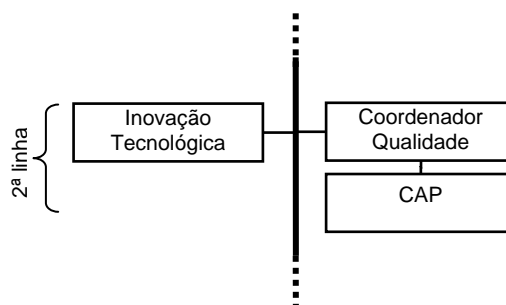 2ª linha
Inovação
Tecnológica
Coordenador
Qualidade
CAP